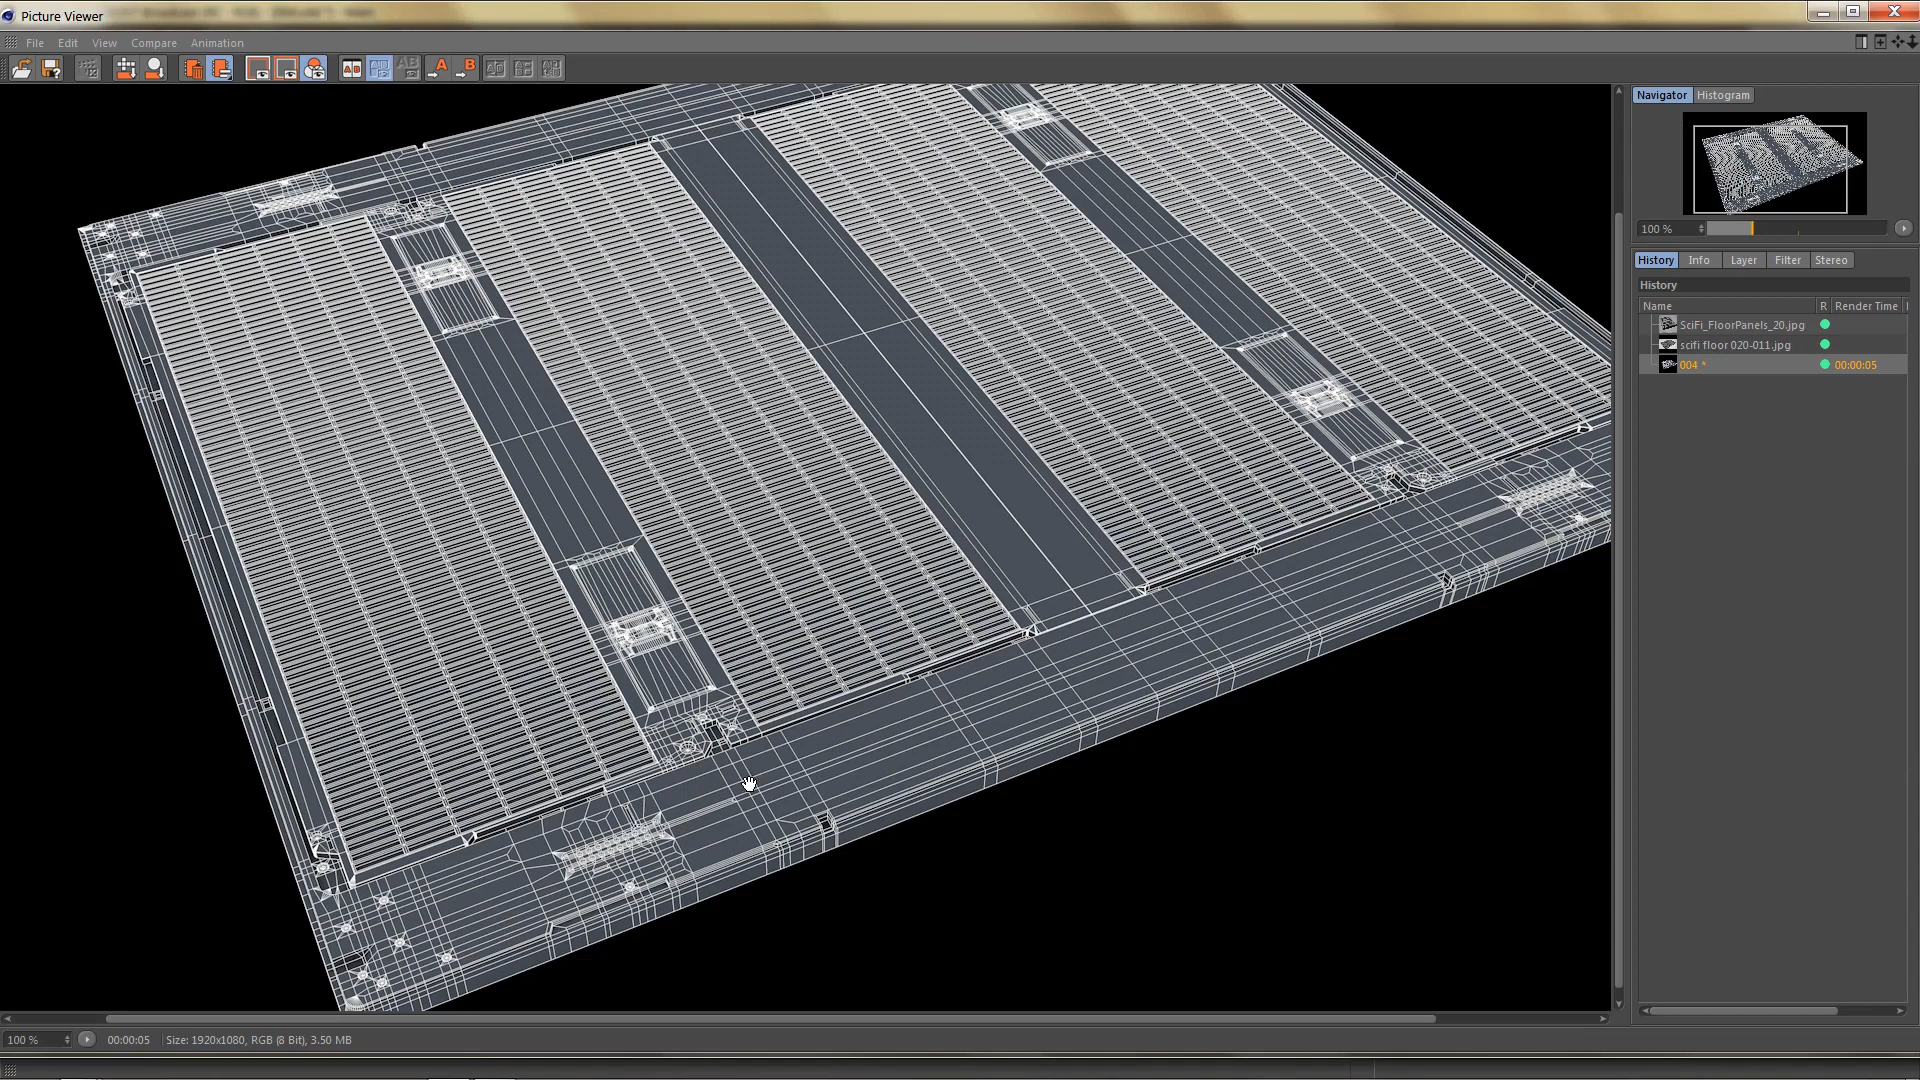 Picture Viewer
File Edit View Compare Animation
AB A B
Navigator Histogram
100 %
History Info Layer Filter Stereo
History
Name R Render Time
SciFi_FloorPanels_20.jpg
scifi floor 020-011.jpg
004 * 00:00:05
100 % 00:00:05 Size: 1920x1080, RGB (8 Bit), 3.50 MB